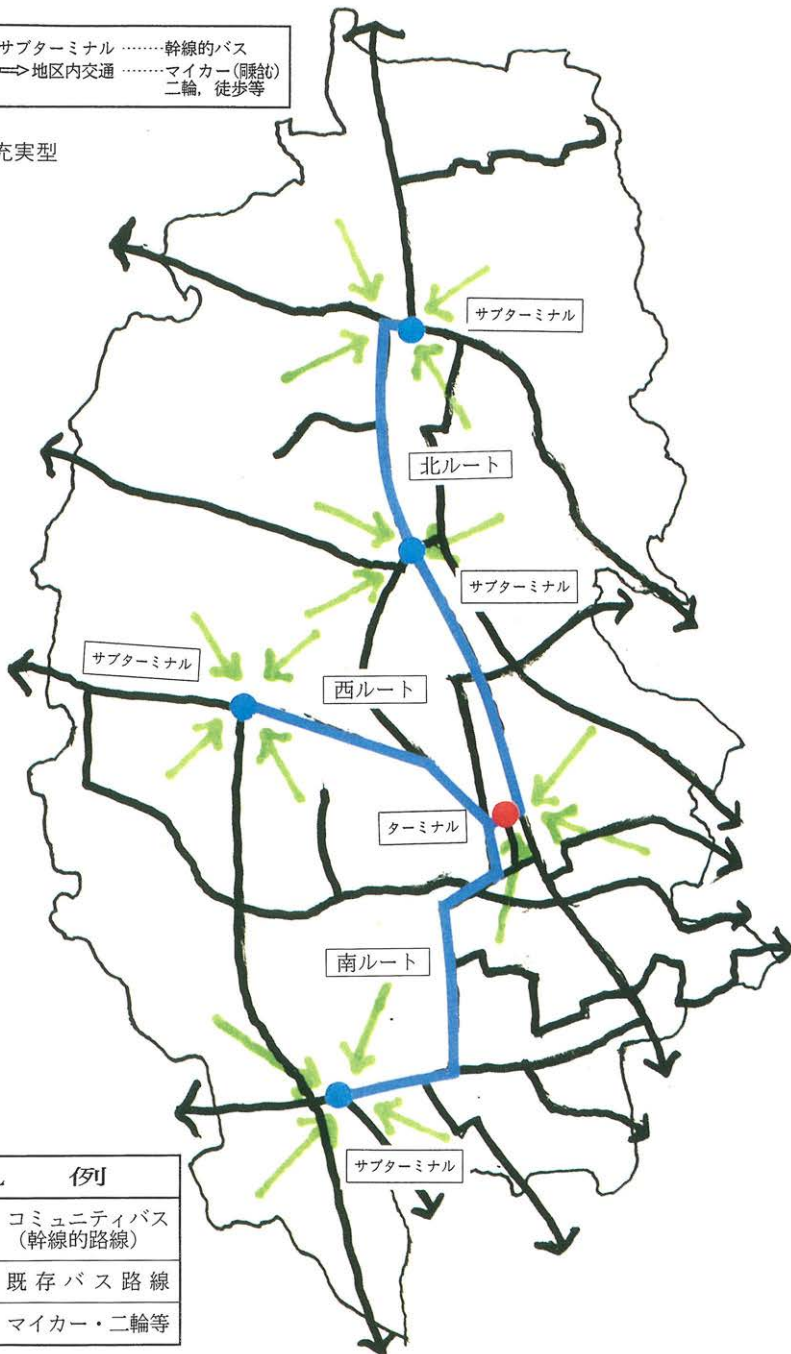 サブターミナル ………幹線的バス
⇒地区内交通 ………マイカー(同乗含む)
二輪, 徒歩等
充実型
サブターミナル
北ルート
サブターミナル
サブターミナル
西ルート
ターミナル
南ルート
サブターミナル
例
コミュニティバス
(幹線的路線)
既存バス路線
マイカー・二輪等